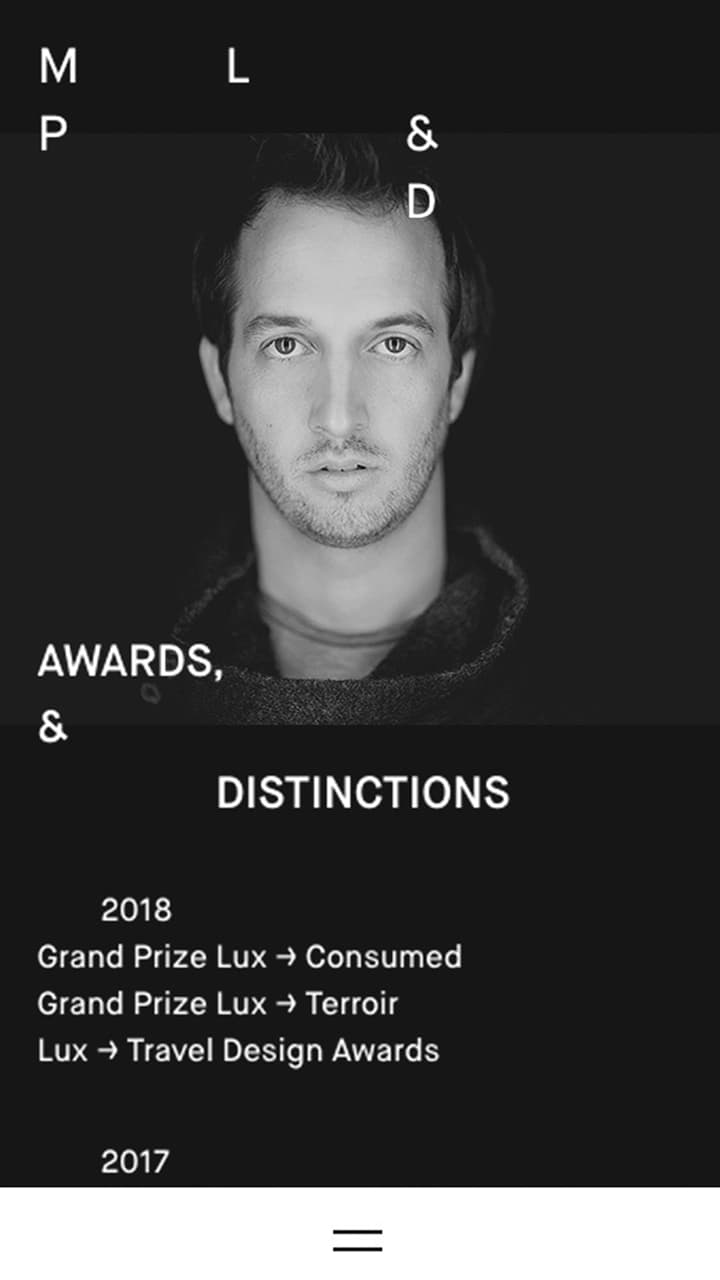 M L
P &
D
AWARDS,
&
DISTINCTIONS
2018
Grand Prize Lux → Consumed
Grand Prize Lux → Terroir
Lux → Travel Design Awards
2017